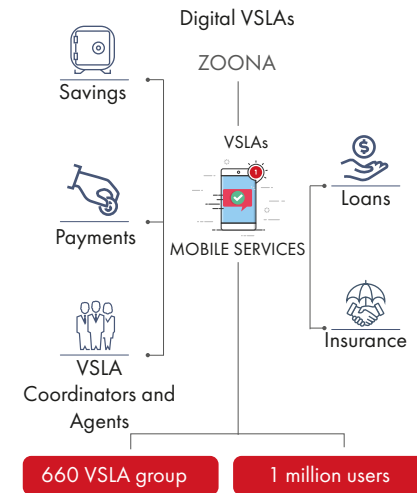 Digital VSLAs
ZOONA
Savings
VSLAs
1
Payments
MOBILE SERVICES
Loans
VSLA
Coordinators and
Agents
Insurance
660 VSLA group
1 million users